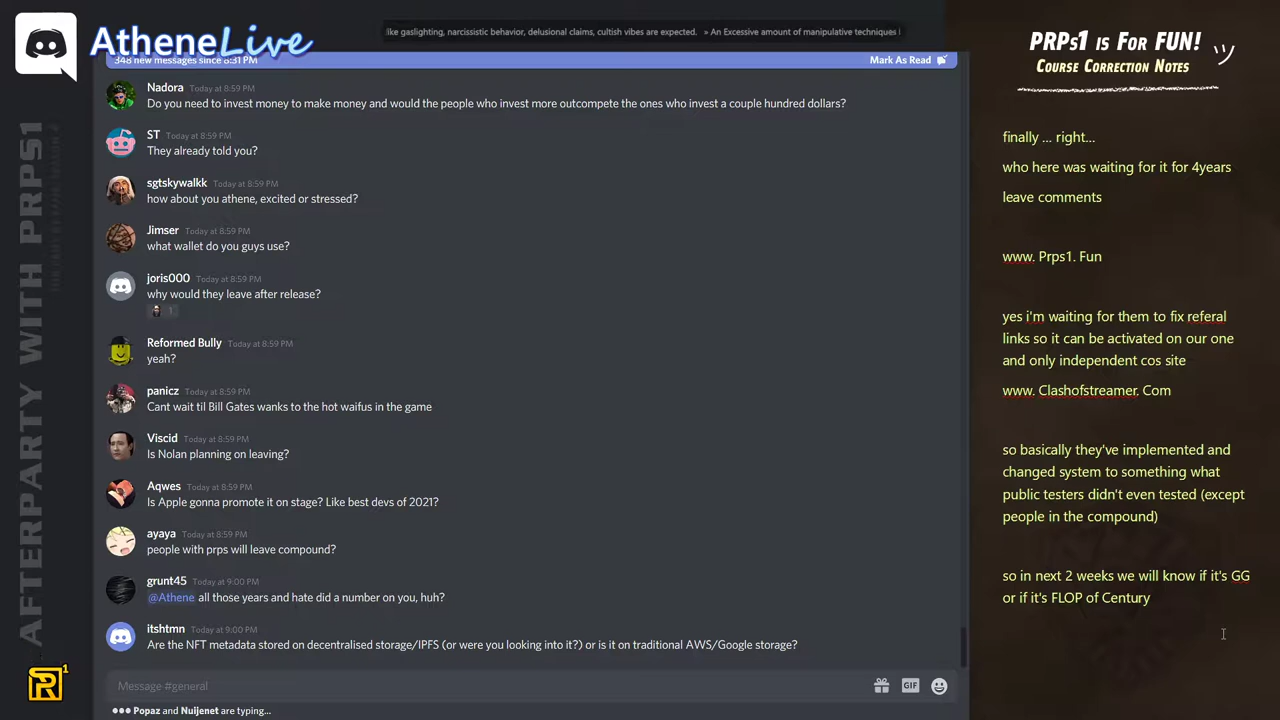 AtheneLive
like gaslighting, narcissistic behavior, delusional claims, cultish vibes are expected. » An Excessive amount of manipulative techniques
348 new messages since 8:31 PM
Mark As Read
Nadora Today at 8:59 PM
Do you need to invest money to make money and would the people who invest more outcompete the ones who invest a couple hundred dollars?
ST Today at 8:59 PM
They already told you?
sgtskywalkk Today at 8:59 PM
how about you athene, excited or stressed?
Jimser Today at 8:59 PM
what wallet do you guys use?
joris000 Today at 8:59 PM
why would they leave after release?
1
Reformed Bully Today at 8:59 PM
yeah?
panicz Today at 8:59 PM
Cant wait til Bill Gates wanks to the hot waifus in the game
Viscid Today at 8:59 PM
Is Nolan planning on leaving?
Aqwes Today at 8:59 PM
Is Apple gonna promote it on stage? Like best devs of 2021?
ayaya Today at 8:59 PM
people with prps will leave compound?
grunt45 Today at 9:00 PM
@Athene all those years and hate did a number on you, huh?
itshtmn Today at 9:00 PM
Are the NFT metadata stored on decentralised storage/IPFS (or were you looking into it?) or is it on traditional AWS/Google storage?
Message #general
GIF
Popaz and Nuijenet are typing...
AFTERPARTY WITH PRPS1
R1
PRPs1 is For FUN!
Course Correction Notes
ツ
finally ... right...
who here was waiting for it for 4years
leave comments
www. Prps1. Fun
yes i'm waiting for them to fix referal
links so it can be activated on our one
and only independent cos site
www. Clashofstreamer. Com
so basically they've implemented and
changed system to something what
public testers didn't even tested (except
people in the compound)
so in next 2 weeks we will know if it's GG
or if it's FLOP of Century